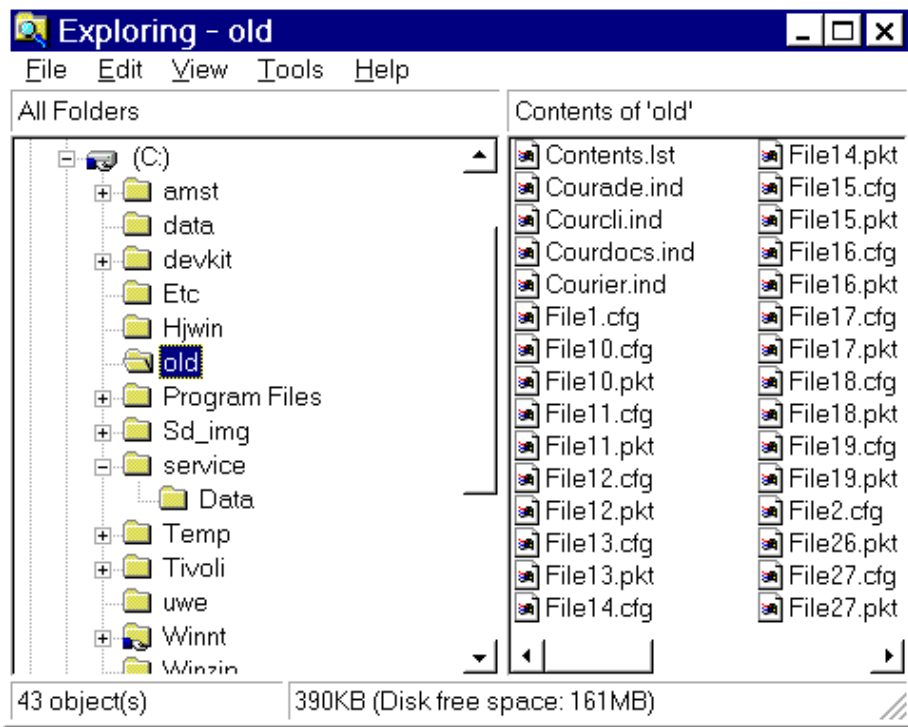 Exploring - old
File Edit View Tools Help
All Folders
Contents of 'old'
(C:)
amst
data
devkit
Etc
Hjwin
old
Program Files
Sd_img
service
Data
Temp
Tivoli
uwe
Winnt
Winzip
Contents.lst
Courade.ind
Courcli.ind
Courdocs.ind
Courier.ind
File1.cfg
File10.cfg
File10.pkt
File11.cfg
File11.pkt
File12.cfg
File12.pkt
File13.cfg
File13.pkt
File14.cfg
File14.pkt
File15.cfg
File15.pkt
File16.cfg
File16.pkt
File17.cfg
File17.pkt
File18.cfg
File18.pkt
File19.cfg
File19.pkt
File2.cfg
File26.pkt
File27.cfg
File27.pkt
43 object(s)
390KB (Disk free space: 161MB)